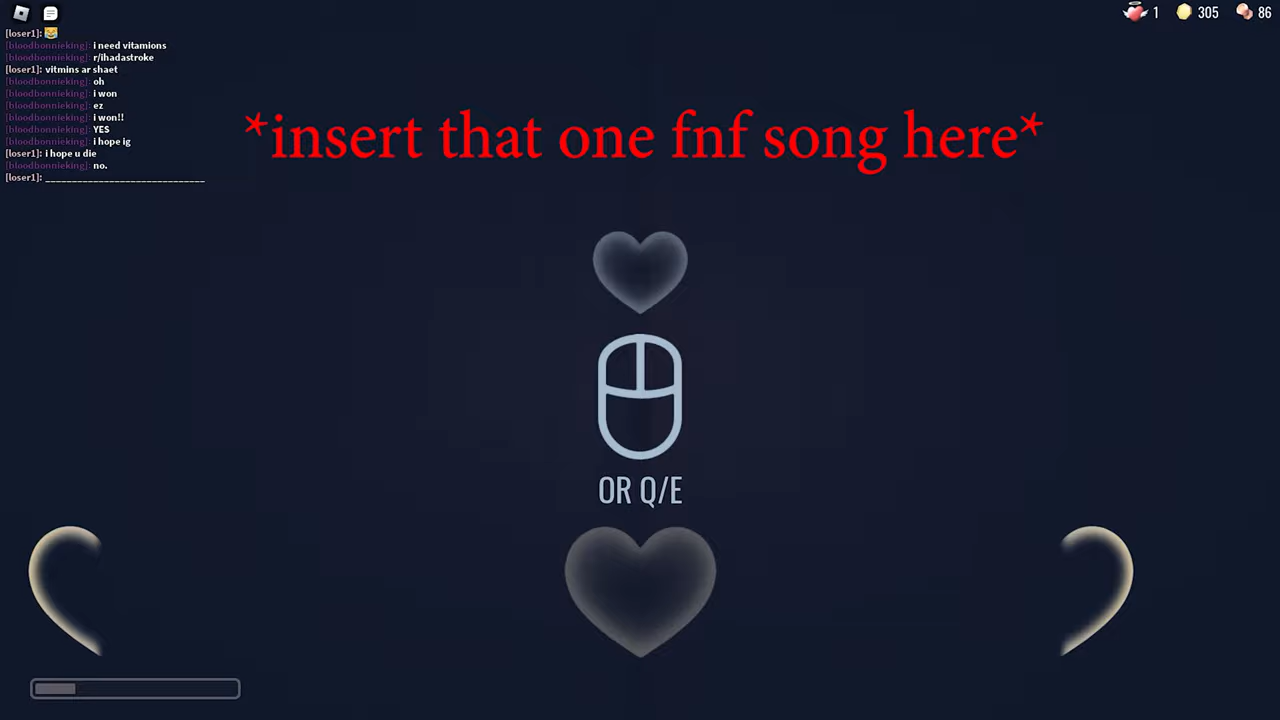 1 305 86
[loser1]: 😹
[bloodbonnieking]: i need vitamions
[bloodbonnieking]: r/ihadastroke
[loser1]: vitmins ar shaet
[bloodbonnieking]: oh
[bloodbonnieking]: i won
[bloodbonnieking]: ez
[bloodbonnieking]: i won!!
[bloodbonnieking]: YES
[bloodbonnieking]: i hope ig
[loser1]: i hope u die
[bloodbonnieking]: no.
[loser1]: _____________________________
*insert that one fnf song here*
OR Q/E